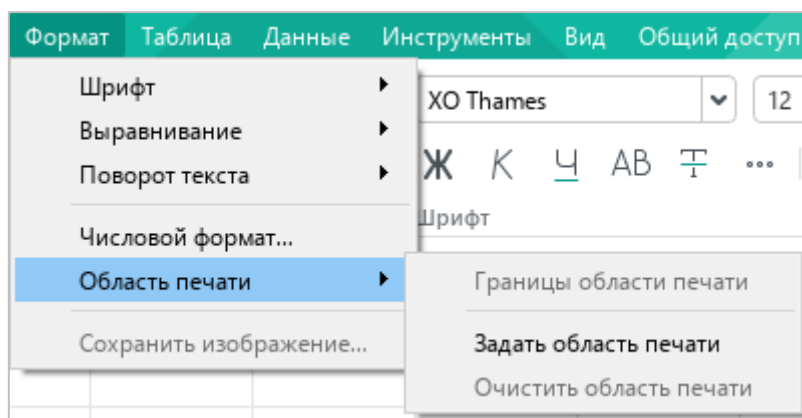 Формат Таблица Данные Инструменты Вид Общий доступ
Шрифт
XO Thames 12
Выравнивание
Ж К Ч АВ Т
Поворот текста
Шрифт
Числовой формат...
Область печати
Границы области печати
Сохранить изображение...
Задать область печати
Очистить область печати